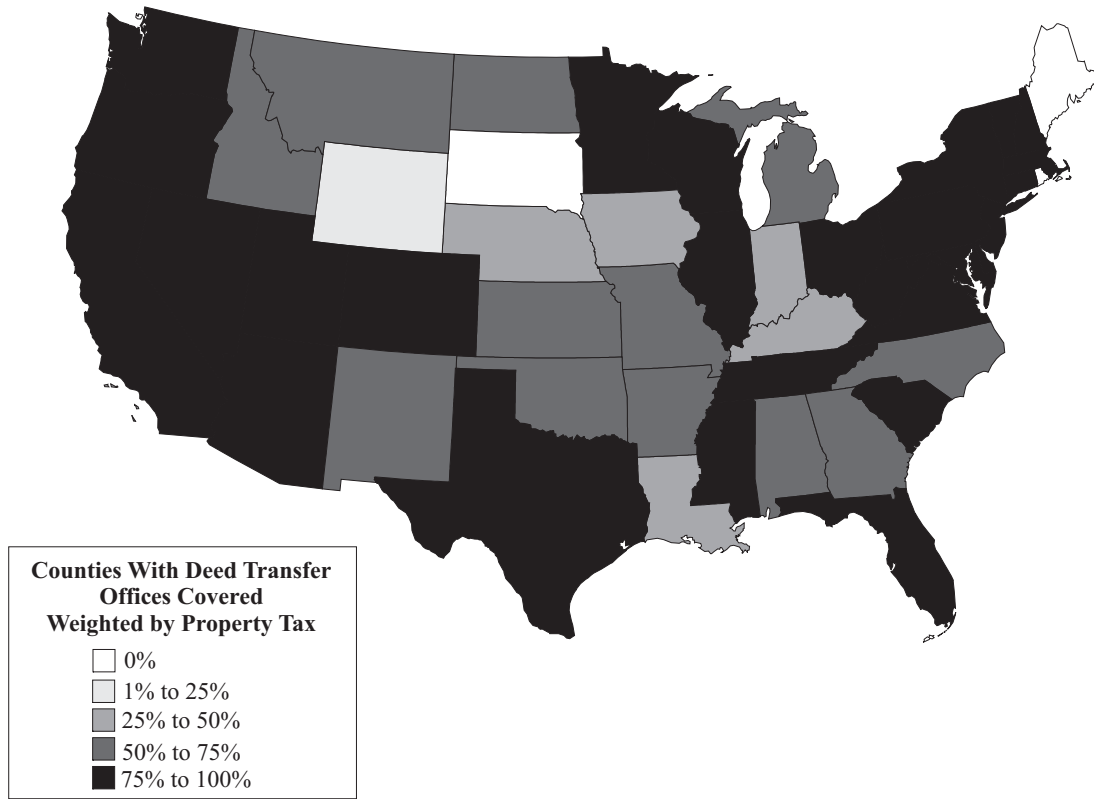 Counties With Deed Transfer
Offices Covered
Weighted by Property Tax
0%
1% to 25%
25% to 50%
50% to 75%
75% to 100%